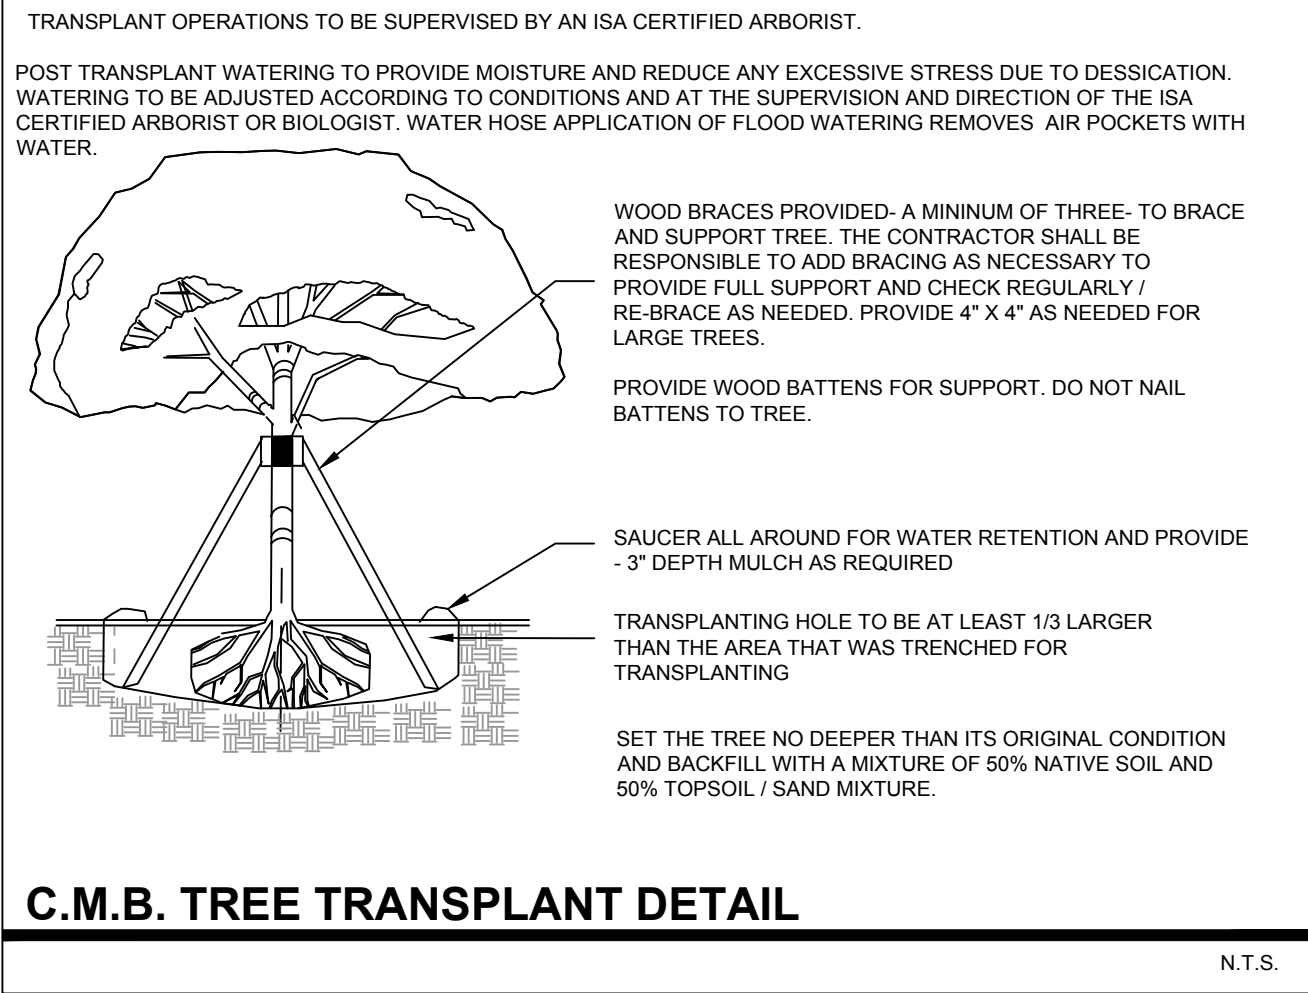 TRANSPLANT OPERATIONS TO BE SUPERVISED BY AN ISA CERTIFIED ARBORIST.
POST TRANSPLANT WATERING TO PROVIDE MOISTURE AND REDUCE ANY EXCESSIVE STRESS DUE TO DESSICATION.
WATERING TO BE ADJUSTED ACCORDING TO CONDITIONS AND AT THE SUPERVISION AND DIRECTION OF THE ISA
CERTIFIED ARBORIST OR BIOLOGIST. WATER HOSE APPLICATION OF FLOOD WATERING REMOVES  AIR POCKETS WITH
WATER.
WOOD BRACES PROVIDED- A MININUM OF THREE- TO BRACE
AND SUPPORT TREE. THE CONTRACTOR SHALL BE
RESPONSIBLE TO ADD BRACING AS NECESSARY TO
PROVIDE FULL SUPPORT AND CHECK REGULARLY /
RE-BRACE AS NEEDED. PROVIDE 4" X 4" AS NEEDED FOR
LARGE TREES.
PROVIDE WOOD BATTENS FOR SUPPORT. DO NOT NAIL
BATTENS TO TREE.
SAUCER ALL AROUND FOR WATER RETENTION AND PROVIDE
- 3" DEPTH MULCH AS REQUIRED
TRANSPLANTING HOLE TO BE AT LEAST 1/3 LARGER
THAN THE AREA THAT WAS TRENCHED FOR
TRANSPLANTING
SET THE TREE NO DEEPER THAN ITS ORIGINAL CONDITION
AND BACKFILL WITH A MIXTURE OF 50% NATIVE SOIL AND
50% TOPSOIL / SAND MIXTURE.
C.M.B. TREE TRANSPLANT DETAIL
N.T.S.